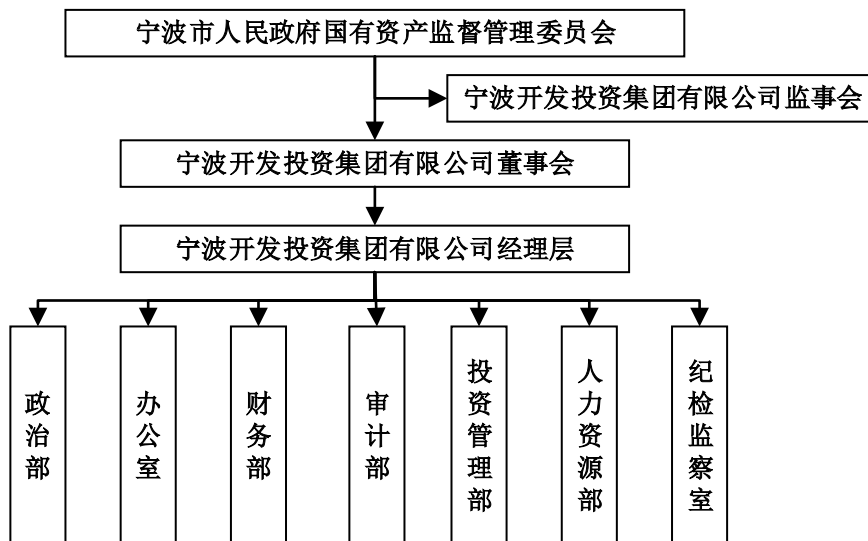 宁波市人民政府国有资产监督管理委员会
宁波开发投资集团有限公司监事会
宁波开发投资集团有限公司董事会
宁波开发投资集团有限公司经理层
政治部
办公室
财务部
审计部
投资管理部
人力资源部
纪检监察室